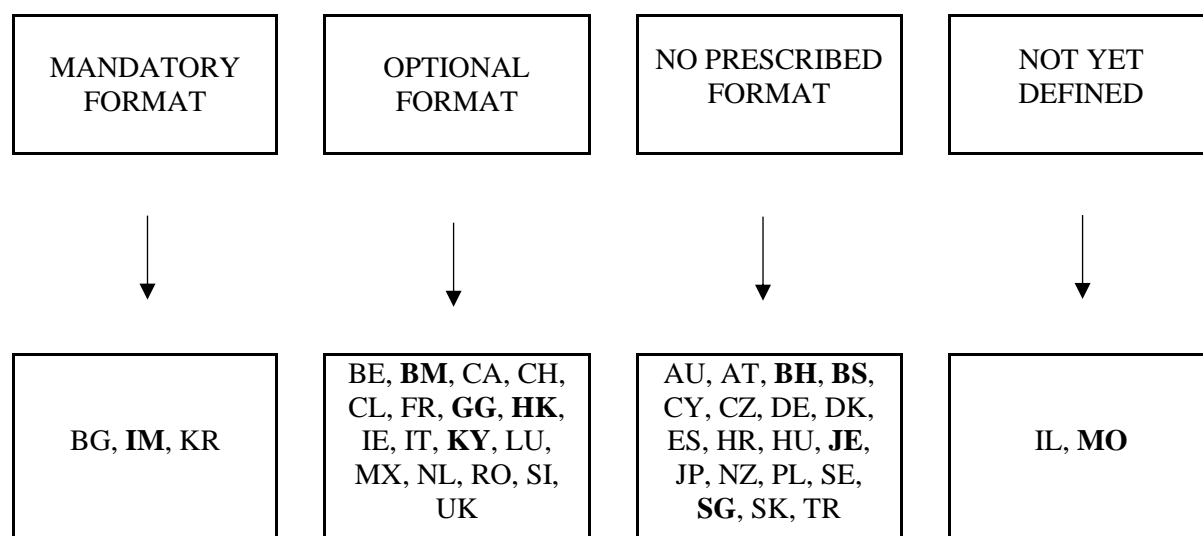 MANDATORY
FORMAT
OPTIONAL
FORMAT
NO PRESCRIBED
FORMAT
NOT YET
DEFINED
BG, IM, KR
BE, BM, CA, CH,
CL, FR, GG, HK,
IE, IT, KY, LU,
MX, NL, RO, SI,
UK
AU, AT, BH, BS,
CY, CZ, DE, DK,
ES, HR, HU, JE,
JP, NZ, PL, SE,
SG, SK, TR
IL, MO